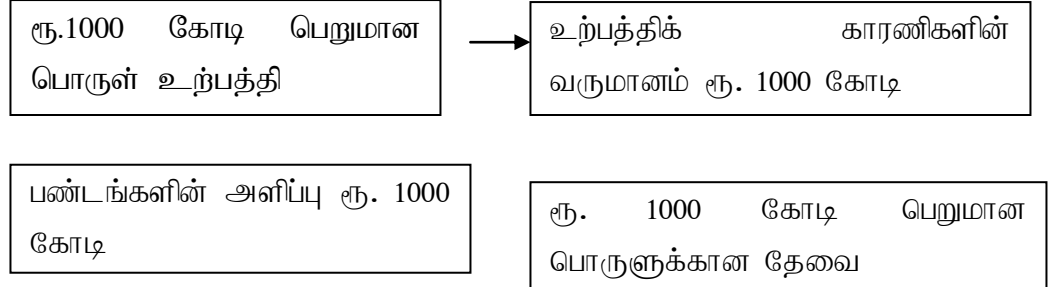 ரூ.1000 கோடி பெறுமான
பொருள் உற்பத்தி
உற்பத்திக் காரணிகளின்
வருமானம் ரூ. 1000 கோடி
பண்டங்களின் அளிப்பு ரூ. 1000
கோடி
ரூ. 1000 கோடி பெறுமான
பொருளுக்கான தேவை